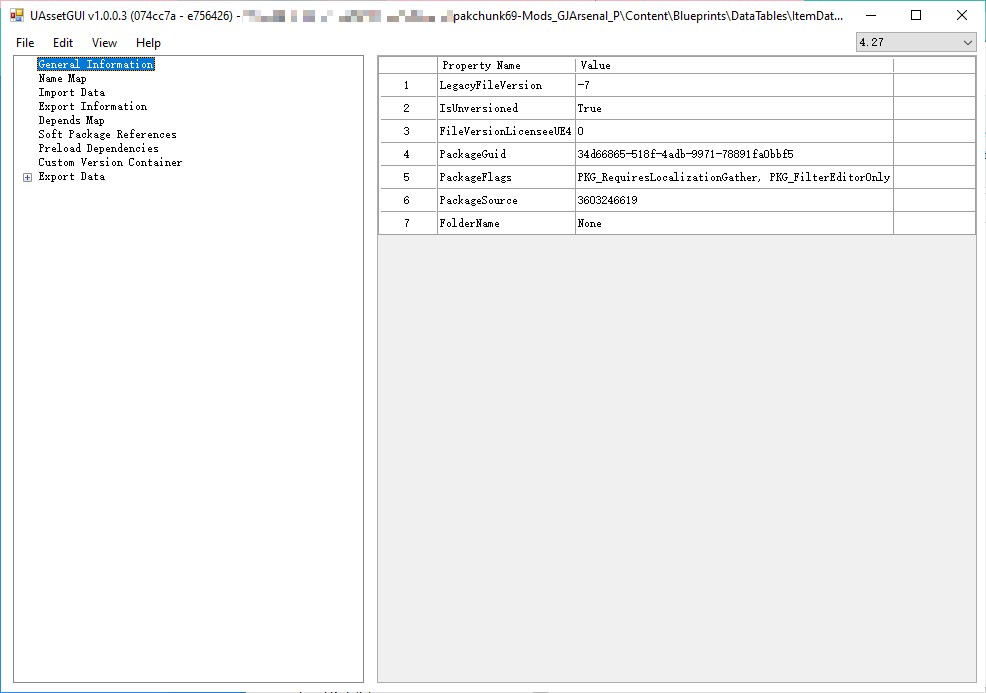 UAssetGUI v1.0.0.3 (074cc7a - e756426) - pakchunk69-Mods_GJArsenal_P\Content\Blueprints\DataTables\ItemDat...
File Edit View Help
4.27
General Information
Name Map
Import Data
Export Information
Depends Map
Soft Package References
Preload Dependencies
Custom Version Container
Export Data
Property Name Value
1 LegacyFileVersion -7
2 IsUnversioned True
3 FileVersionLicenseeUE4 0
4 PackageGuid 34d66865-518f-4adb-9971-78891fa0bbf5
5 PackageFlags PKG_RequiresLocalizationGather, PKG_FilterEditorOnly
6 PackageSource 3603246619
7 FolderName None